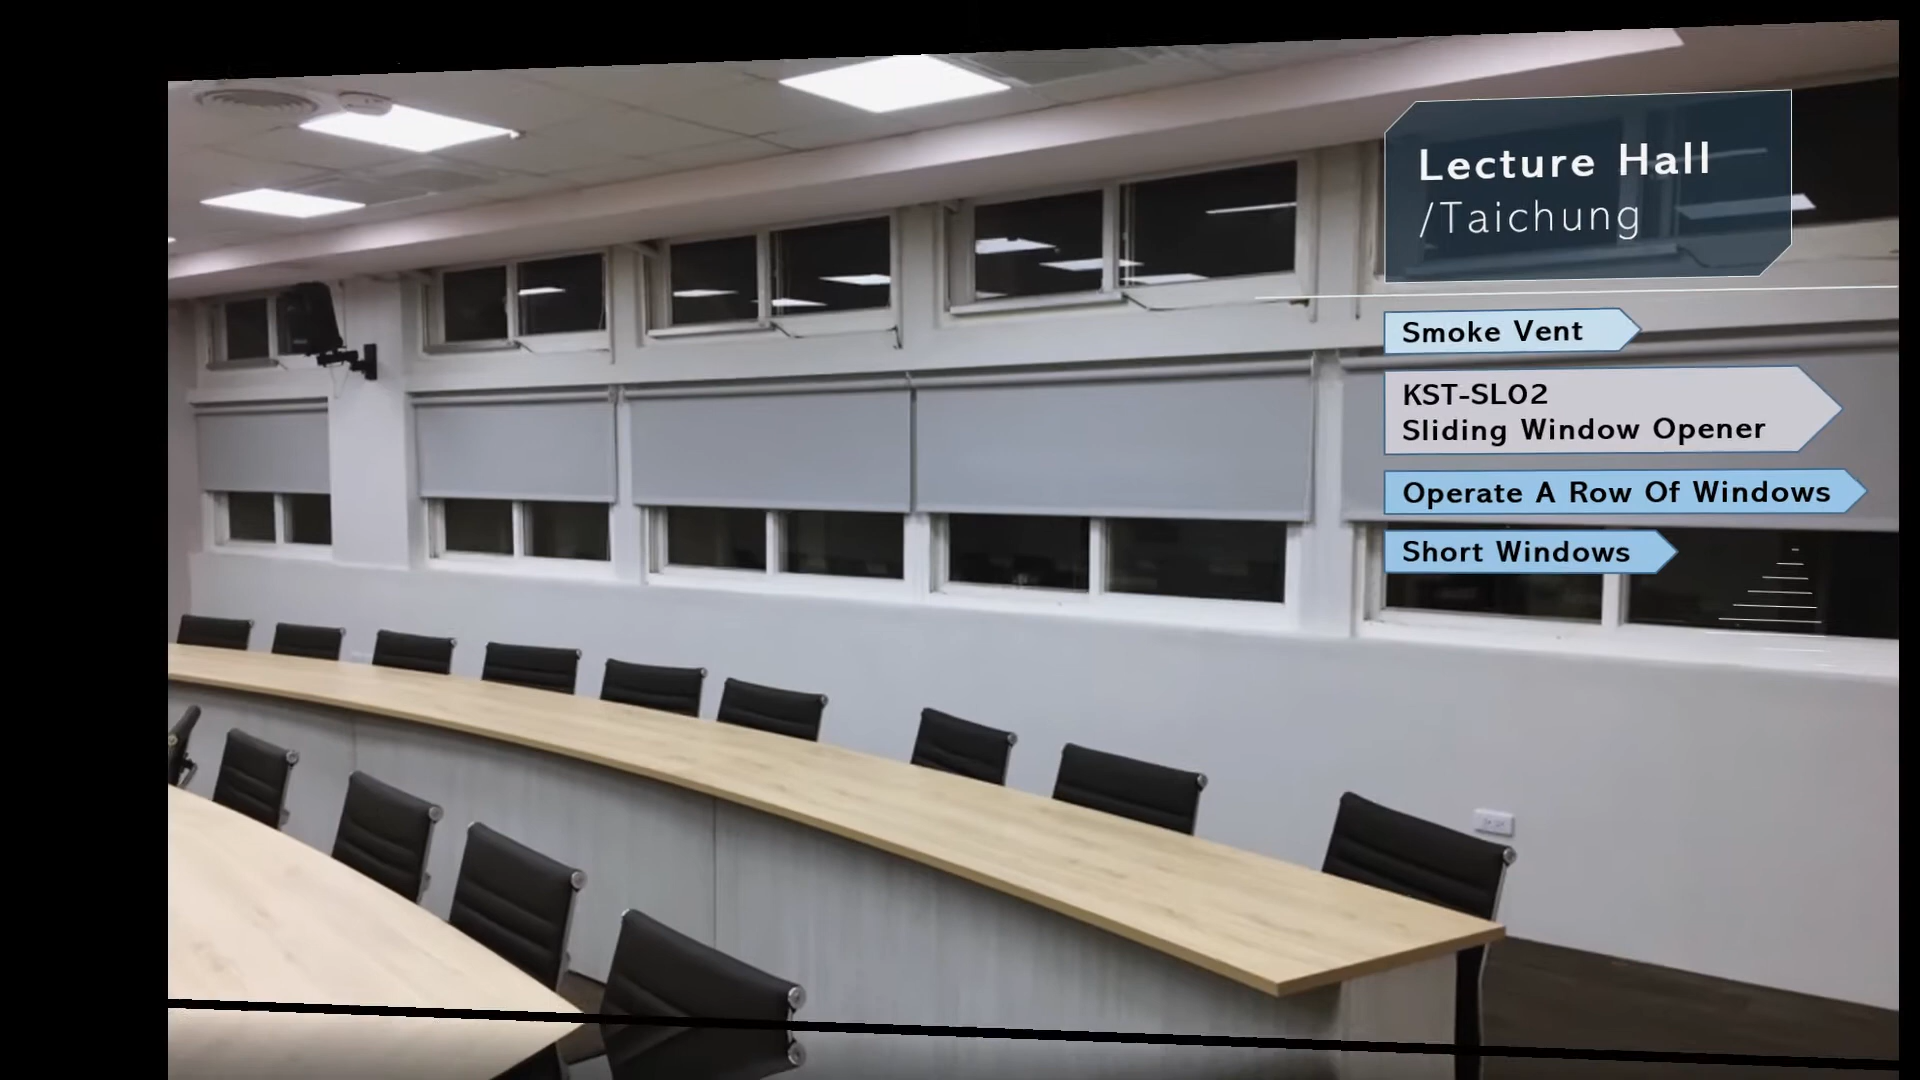 Lecture Hall
/Taichung
Smoke Vent
KST-SL02
Sliding Window Opener
Operate A Row Of Windows
Short Windows